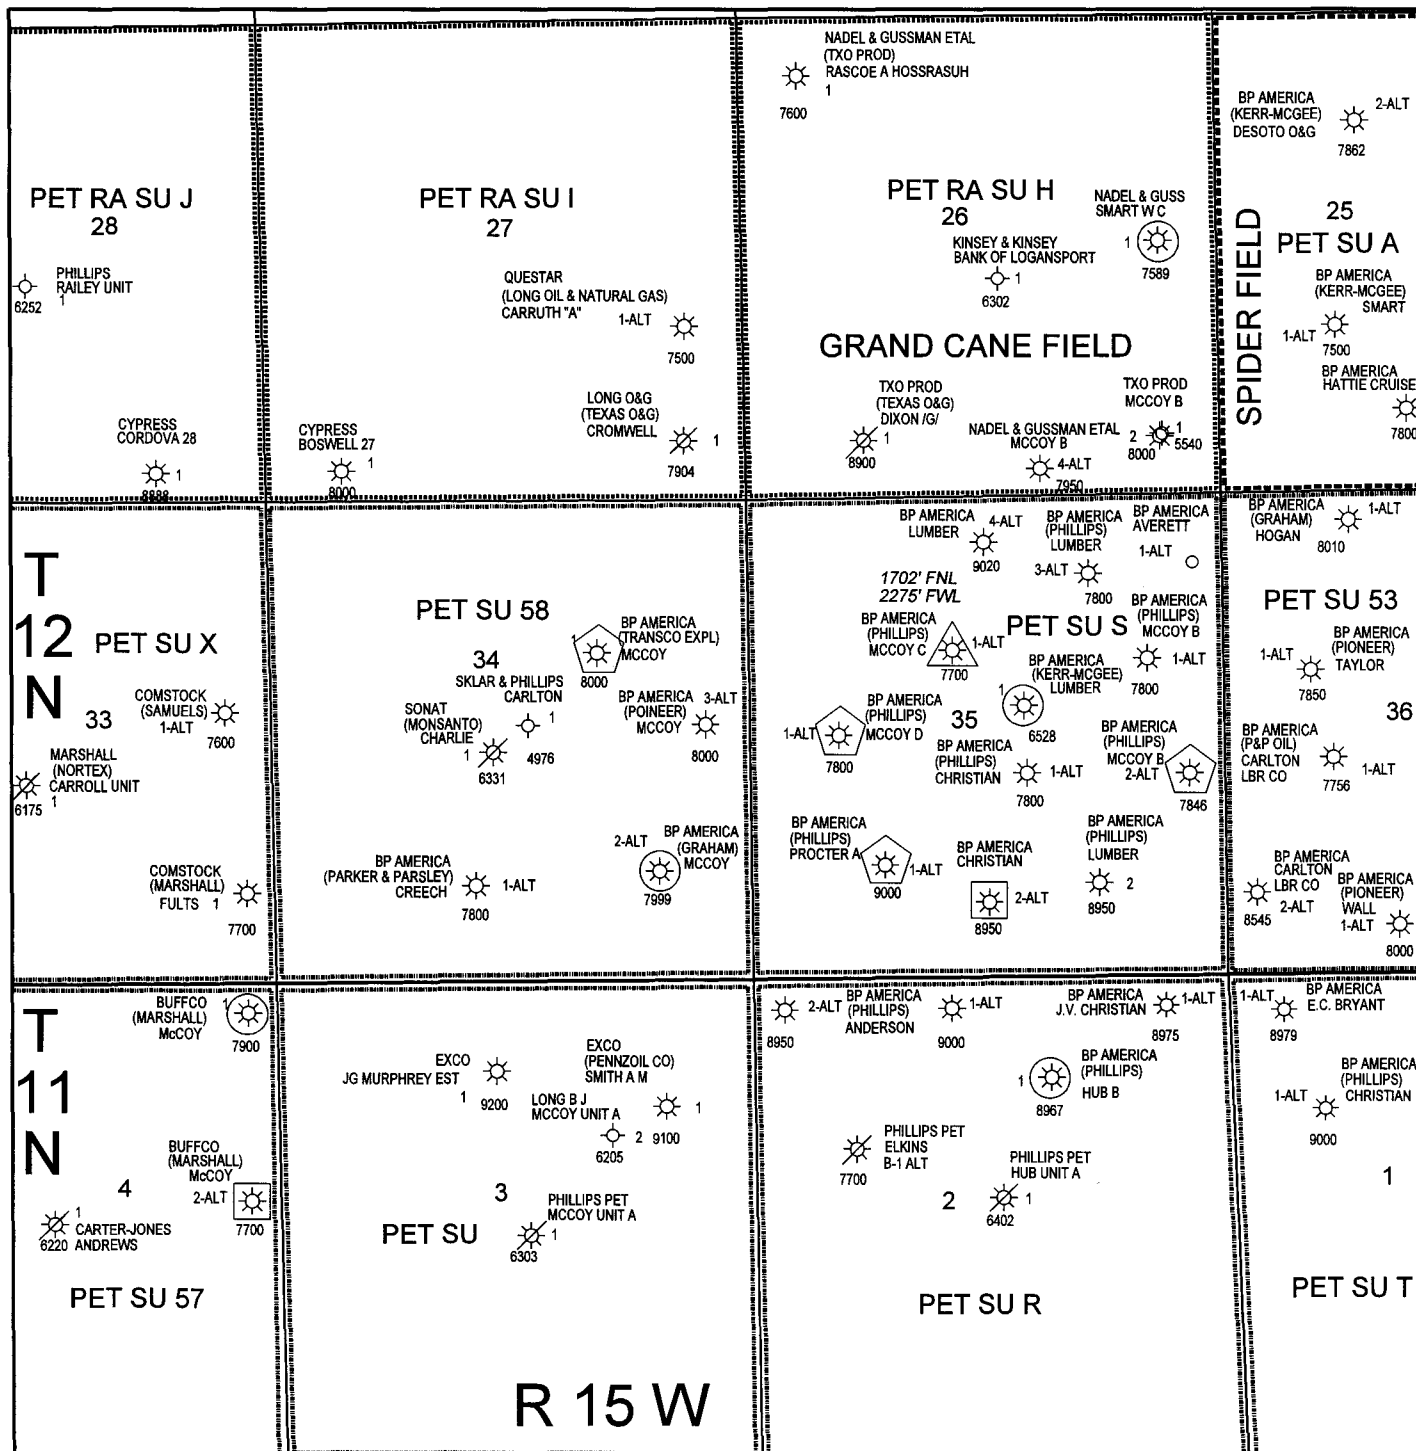 NADEL & GUSSMAN ETAL
(TXO PROD)
RASCOE A HOSSRASUH
1
7600
BP AMERICA
(KERR-MCGEE)
DESOTO O&G
2-ALT
7862
PET RA SU J
28
PET RA SU I
27
PET RA SU H
26
NADEL & GUSS
SMART W C
1
7589
25
PET SU A
SPIDER FIELD
PHILLIPS
RAILEY UNIT
1
6252
QUESTAR
(LONG OIL & NATURAL GAS)
CARRUTH "A"
1-ALT
7500
KINSEY & KINSEY
BANK OF LOGANSPORT
1
6302
BP AMERICA
(KERR-MCGEE)
SMART
1-ALT
7500
GRAND CANE FIELD
BP AMERICA
HATTIE CRUISE
7800
CYPRESS
CORDOVA 28
1
CYPRESS
BOSWELL 27
1
8000
LONG O&G
(TEXAS O&G)
CROMWELL
1
7904
TXO PROD
(TEXAS O&G)
DIXON /G/
1
8900
NADEL & GUSSMAN ETAL
MCCOY B
4-ALT
7950
TXO PROD
MCCOY B
2
1
8000
5540
T
12
N
PET SU X
33
COMSTOCK
(SAMUELS)
1-ALT
7600
MARSHALL
(NORTEX)
CARROLL UNIT
1
6175
COMSTOCK
(MARSHALL)
FULTS 1
7700
PET SU 58
34
BP AMERICA
(TRANSCO EXPL)
MCCOY
1
8000
SKLAR & PHILLIPS
CARLTON
1
4976
SONAT
(MONSANTO)
CHARLIE
1
6331
BP AMERICA
(POINEER)
MCCOY
3-ALT
8000
BP AMERICA
(PARKER & PARSLEY)
CREECH
1-ALT
7800
2-ALT
BP AMERICA
(GRAHAM)
MCCOY
7999
BP AMERICA
LUMBER
4-ALT
9020
BP AMERICA
(PHILLIPS)
LUMBER
3-ALT
7800
BP AMERICA
AVERETT
1-ALT
1702' FNL
2275' FWL
BP AMERICA
(PHILLIPS)
MCCOY C
1-ALT
7700
PET SU S
35
BP AMERICA
(PHILLIPS)
MCCOY B
1-ALT
7800
BP AMERICA
(KERR-MCGEE)
LUMBER
1
6528
BP AMERICA
(PHILLIPS)
MCCOY D
1-ALT
7800
BP AMERICA
(PHILLIPS)
CHRISTIAN
1-ALT
7800
BP AMERICA
(PHILLIPS)
MCCOY B
2-ALT
7846
BP AMERICA
(PHILLIPS)
PROCTER A
1-ALT
9000
BP AMERICA
CHRISTIAN
2-ALT
8950
BP AMERICA
(PHILLIPS)
LUMBER
2
8950
BP AMERICA
(GRAHAM)
HOGAN
1-ALT
8010
PET SU 53
BP AMERICA
(PIONEER)
TAYLOR
1-ALT
7850
36
BP AMERICA
(P&P OIL)
CARLTON
LBR CO
1-ALT
7756
BP AMERICA
CARLTON
LBR CO
2-ALT
8545
BP AMERICA
(PIONEER)
WALL
1-ALT
8000
T
11
N
BUFFCO
(MARSHALL)
McCOY
1
7900
BUFFCO
(MARSHALL)
McCOY
2-ALT
7700
4
1
CARTER-JONES
ANDREWS
6220
PET SU 57
EXCO
JG MURPHREY EST
1
9200
EXCO
(PENNZOIL CO)
SMITH A M
1
9100
LONG B J
MCCOY UNIT A
2
6205
3
PHILLIPS PET
MCCOY UNIT A
1
6303
PET SU
R 15 W
8950
2-ALT
BP AMERICA
(PHILLIPS)
ANDERSON
1-ALT
9000
BP AMERICA
J.V. CHRISTIAN
1-ALT
8975
BP AMERICA
(PHILLIPS)
HUB B
1
8967
PHILLIPS PET
ELKINS
B-1 ALT
7700
PHILLIPS PET
HUB UNIT A
1
6402
2
PET SU R
1-ALT
BP AMERICA
E.C. BRYANT
8979
BP AMERICA
(PHILLIPS)
CHRISTIAN
1-ALT
9000
1
PET SU T